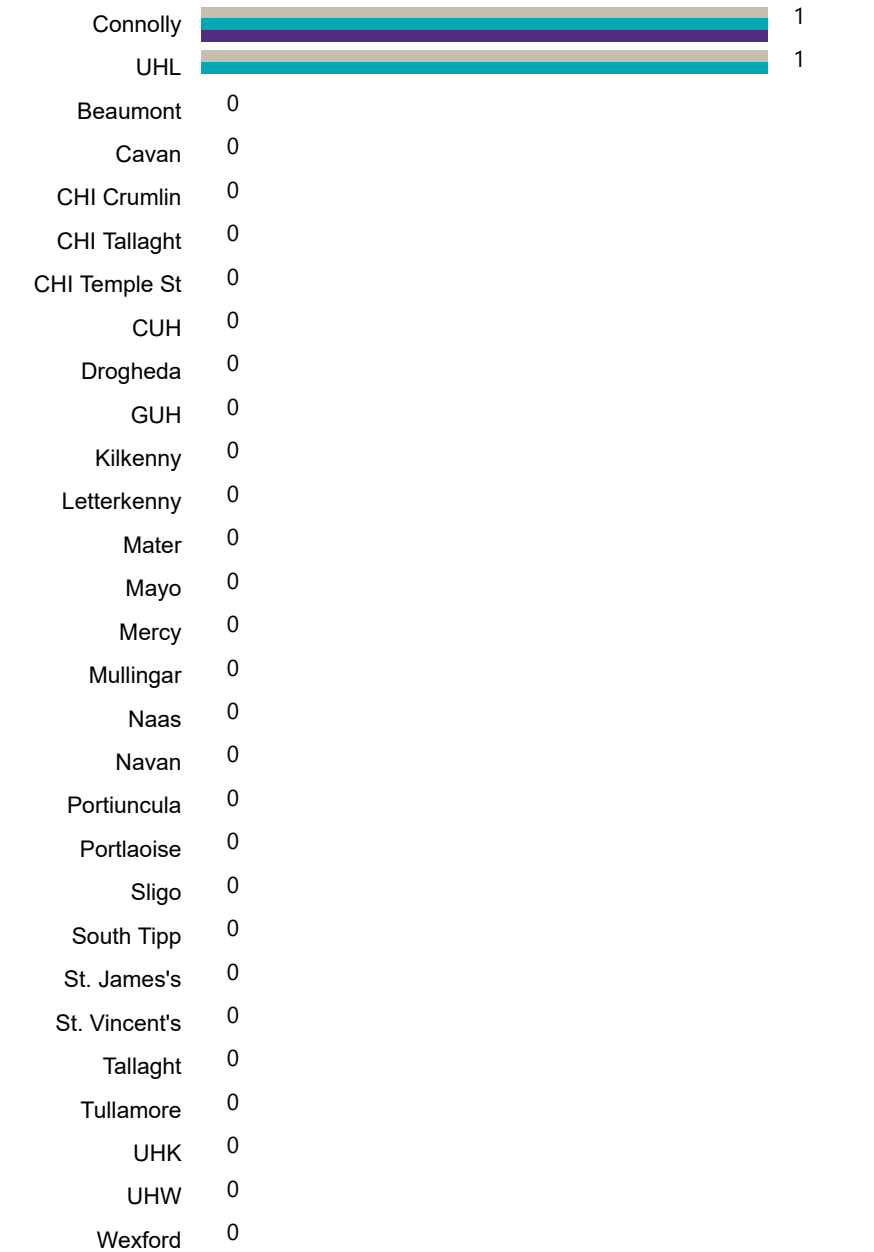 Connolly 1
UHL 1
Beaumont 0
Cavan 0
CHI Crumlin 0
CHI Tallaght 0
CHI Temple St 0
CUH 0
Drogheda 0
GUH 0
Kilkenny 0
Letterkenny 0
Mater 0
Mayo 0
Mercy 0
Mullingar 0
Naas 0
Navan 0
Portiuncula 0
Portlaoise 0
Sligo 0
South Tipp 0
St. James's 0
St. Vincent's 0
Tallaght 0
Tullamore 0
UHK 0
UHW 0
Wexford 0